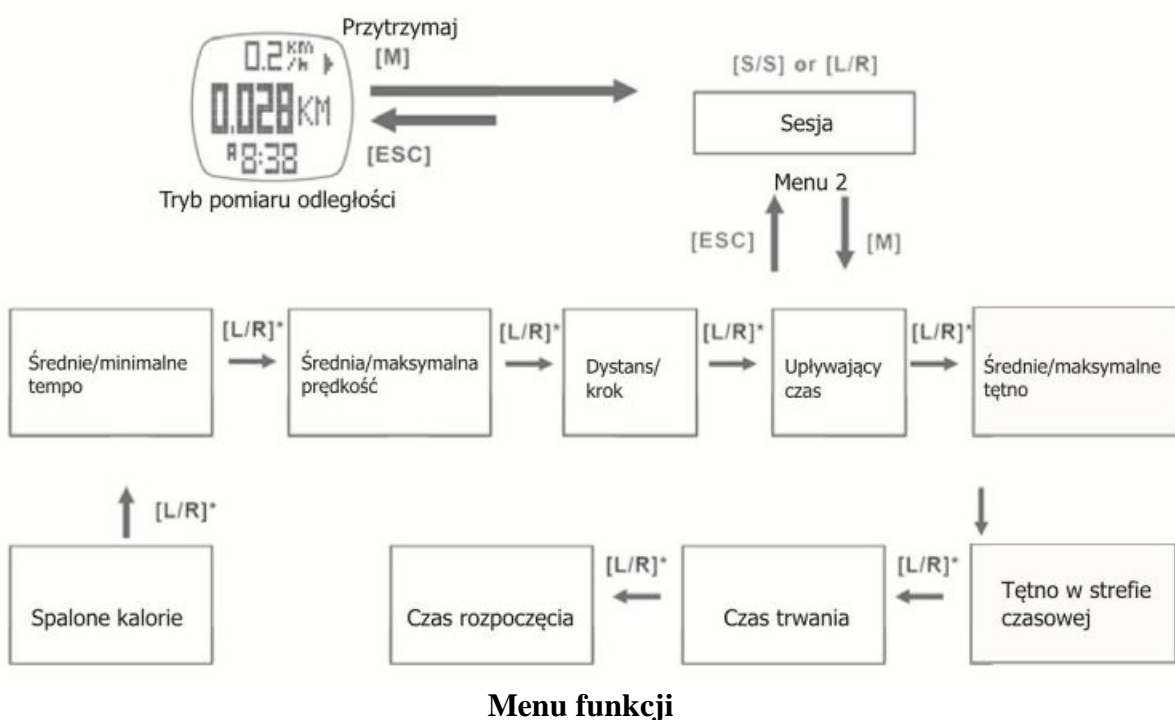 Przytrzymaj
0.2 km/h
[M]
[S/S] or [L/R]
0.028 KM
Sesja
A 8:38
[ESC]
Tryb pomiaru odległości
Menu 2
[ESC]
[M]
[L/R]*
[L/R]*
[L/R]*
[L/R]*
Średnie/minimalne
tempo
Średnia/maksymalna
prędkość
Dystans/
krok
Upływający
czas
Średnie/maksymalne
tętno
[L/R]*
[L/R]*
[L/R]*
Spalone kalorie
Czas rozpoczęcia
Czas trwania
Tętno w strefie
czasowej
Menu funkcji